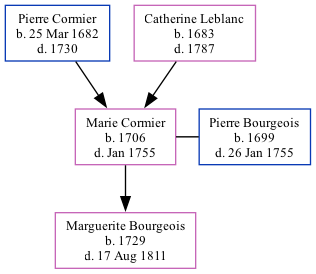 Pierre Cormier
b. 25 Mar 1682
d. 1730
Catherine Leblanc
b. 1683
d. 1787
Marie Cormier
b. 1706
d. Jan 1755
Pierre Bourgeois
b. 1699
d. 26 Jan 1755
Marguerite Bourgeois
b. 1729
d. 17 Aug 1811